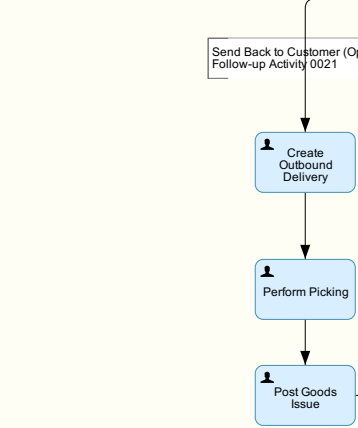 Send Back to Customer (Op
Follow-up Activity 0021
Create
Outbound
Delivery
Perform Picking
Post Goods
Issue